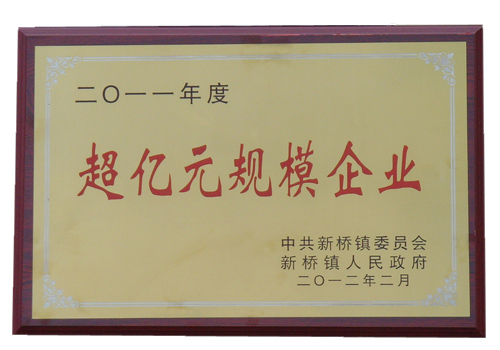 二〇一一年度
超亿元规模企业
中共新桥镇委员会
新桥镇人民政府
二〇一二年二月